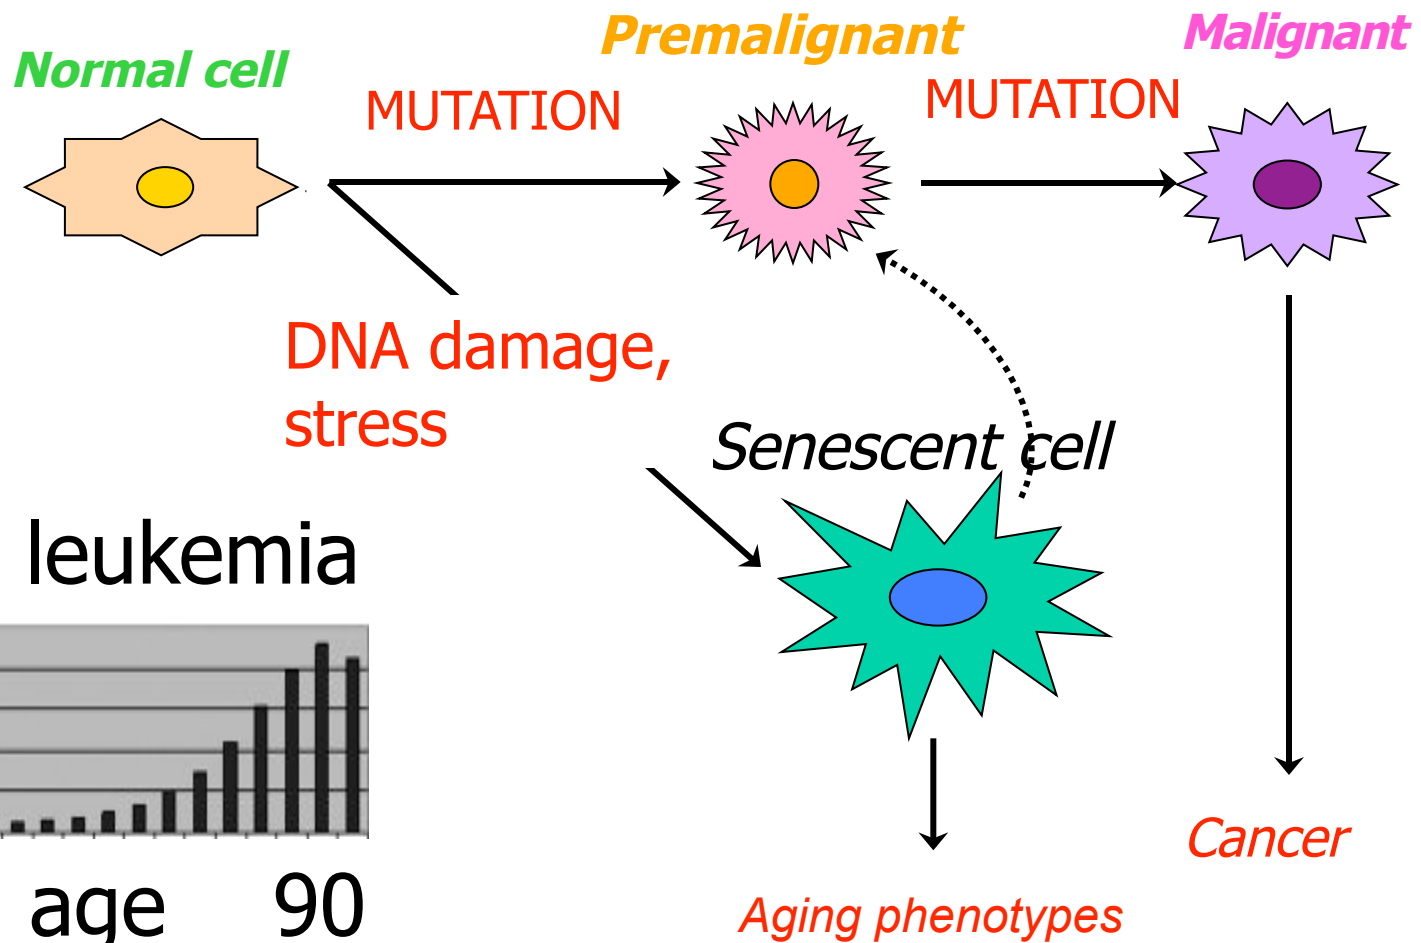 Premalignant
Malignant
Normal cell
MUTATION
MUTATION
DNA damage,
stress
Senescent cell
leukemia
Cancer
age 90
Aging phenotypes